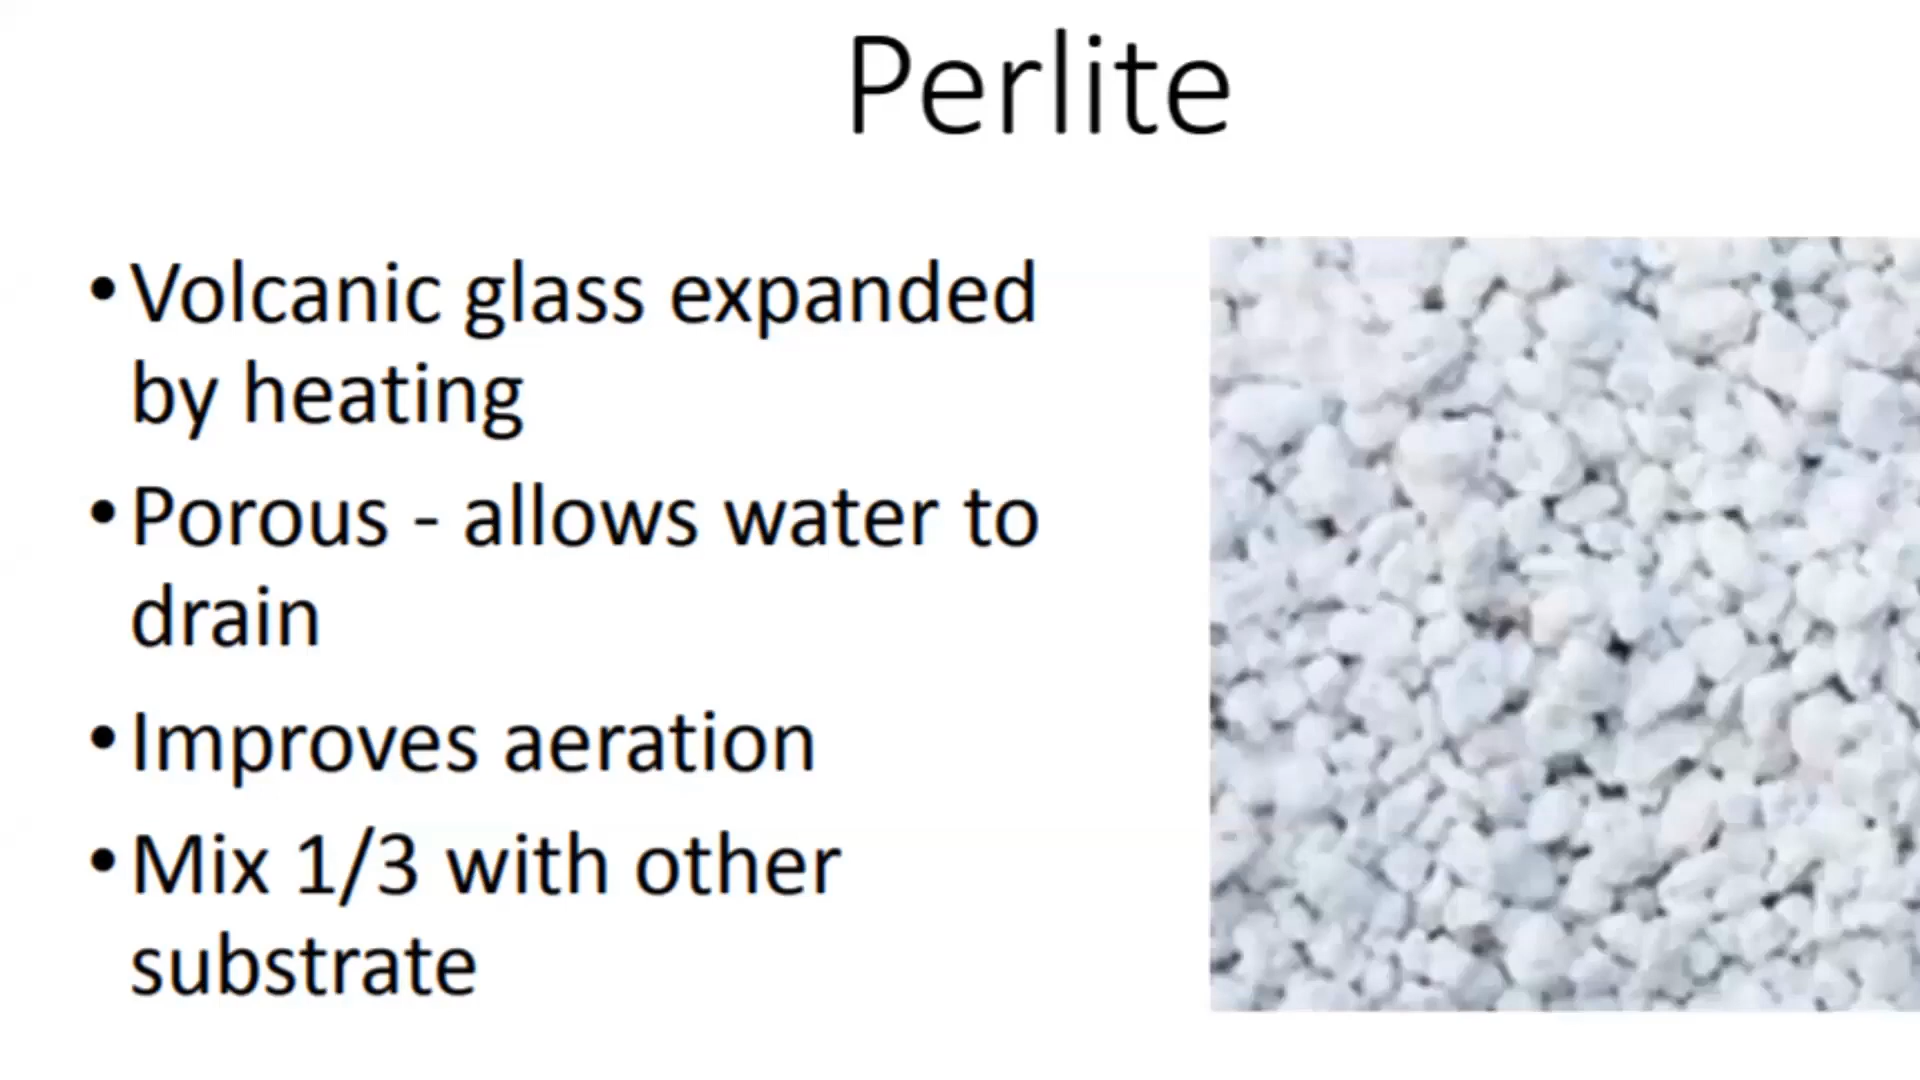 Perlite
• Volcanic glass expanded
by heating
• Porous - allows water to
drain
• Improves aeration
• Mix 1/3 with other
substrate